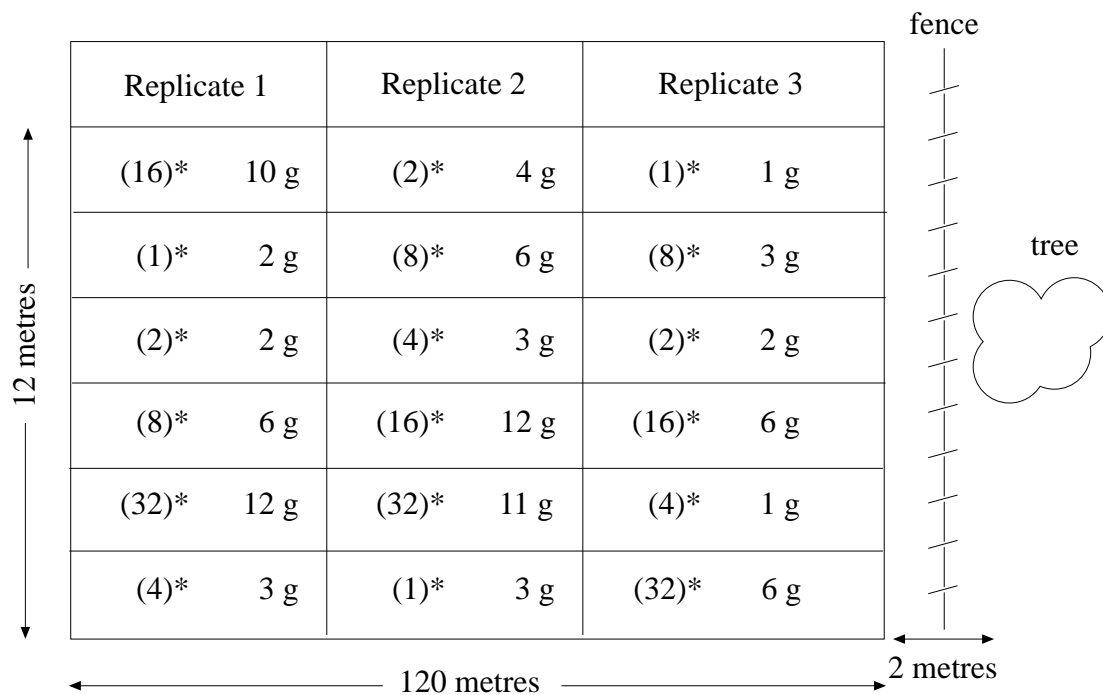 fence
Replicate 1 Replicate 2 Replicate 3
(16)* 10 g (2)* 4 g (1)* 1 g
(1)* 2 g (8)* 6 g (8)* 3 g
tree
(2)* 2 g (4)* 3 g (2)* 2 g
12 metres
(8)* 6 g (16)* 12 g (16)* 6 g
(32)* 12 g (32)* 11 g (4)* 1 g
(4)* 3 g (1)* 3 g (32)* 6 g
2 metres
120 metres